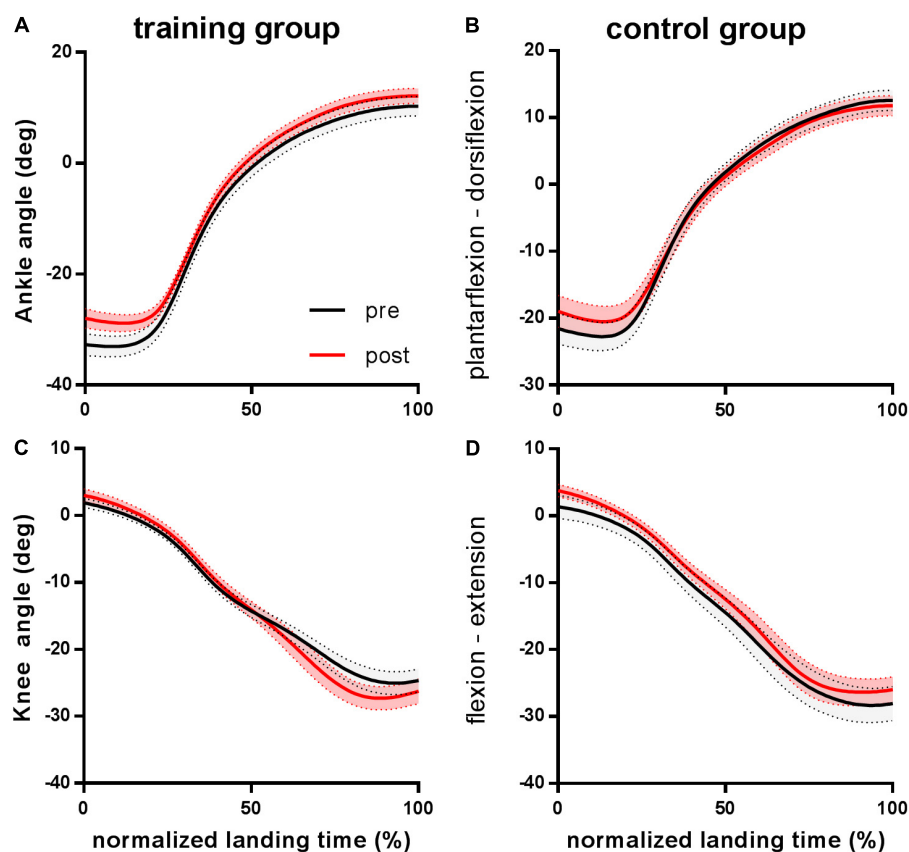 A training group
B control group
Ankle angle (deg)
20
0
-20
-40
0
50
100
pre
post
plantarflexion - dorsiflexion
20
10
0
-10
-20
-30
0
50
100
C
Knee angle (deg)
10
0
-10
-20
-30
-40
0
50
100
normalized landing time (%)
D
flexion - extension
10
0
-10
-20
-30
-40
0
50
100
normalized landing time (%)